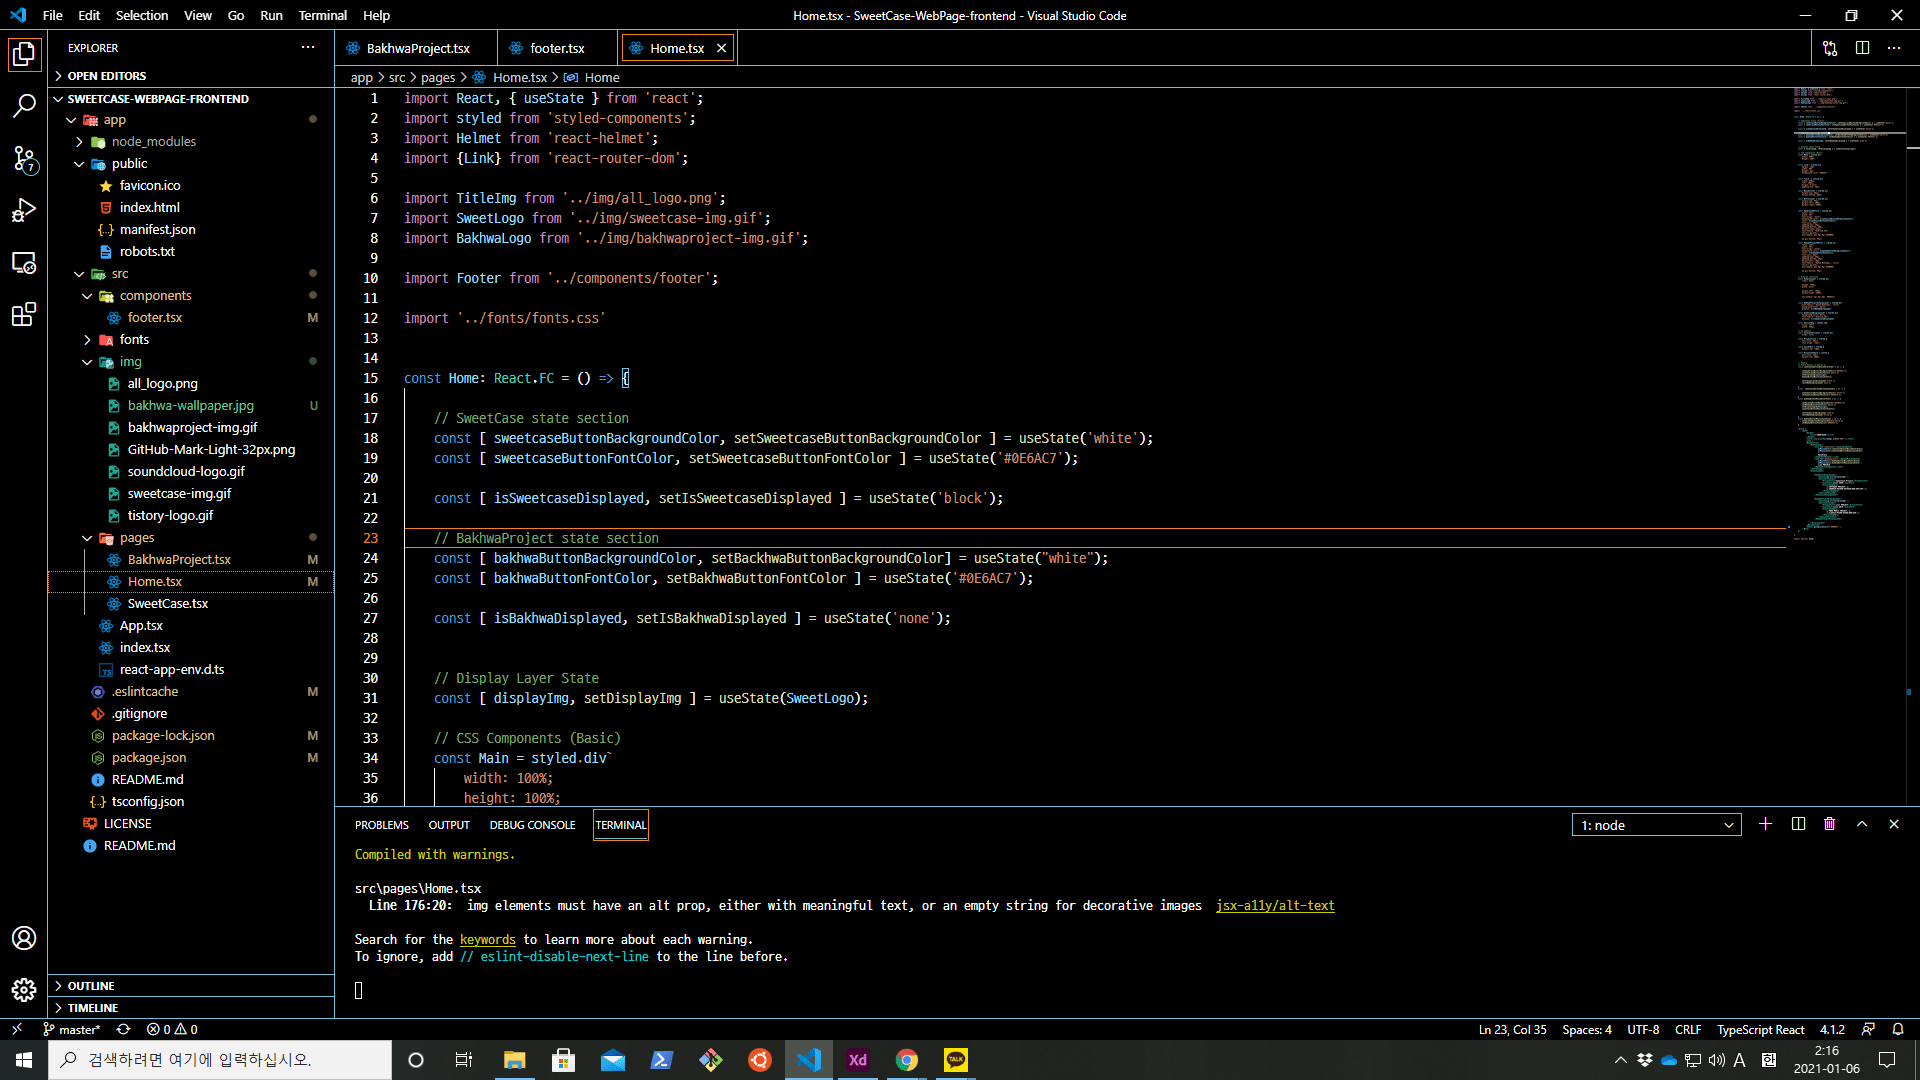 File Edit Selection View Go Run Terminal Help
Home.tsx - SweetCase-WebPage-frontend - Visual Studio Code
EXPLORER
OPEN EDITORS
SWEETCASE-WEBPAGE-FRONTEND
app
node_modules
public
favicon.ico
index.html
manifest.json
robots.txt
src
components
footer.tsx M
fonts
img
all_logo.png
bakhwa-wallpaper.jpg U
bakhwaproject-img.gif
GitHub-Mark-Light-32px.png
soundcloud-logo.gif
sweetcase-img.gif
tistory-logo.gif
pages
BakhwaProject.tsx M
Home.tsx M
SweetCase.tsx
App.tsx
index.tsx
TS react-app-env.d.ts
.eslintcache M
.gitignore
package-lock.json M
package.json M
README.md
{..} tsconfig.json
LICENSE
README.md
OUTLINE
TIMELINE
7
BakhwaProject.tsx footer.tsx Home.tsx
app > src > pages > Home.tsx > Home
1 import React, { useState } from 'react';
2 import styled from 'styled-components';
3 import Helmet from 'react-helmet';
4 import {Link} from 'react-router-dom';
5
6 import TitleImg from '../img/all_logo.png';
7 import SweetLogo from '../img/sweetcase-img.gif';
8 import BakhwaLogo from '../img/bakhwaproject-img.gif';
9
10 import Footer from '../components/footer';
11
12 import '../fonts/fonts.css'
13
14
15 const Home: React.FC = () => {
16
17 // SweetCase state section
18 const [ sweetcaseButtonBackgroundColor, setSweetcaseButtonBackgroundColor ] = useState('white');
19 const [ sweetcaseButtonFontColor, setSweetcaseButtonFontColor ] = useState('#0E6AC7');
20
21 const [ isSweetcaseDisplayed, setIsSweetcaseDisplayed ] = useState('block');
22
23 // BakhwaProject state section
24 const [ bakhwaButtonBackgroundColor, setBackhwaButtonBackgroundColor] = useState("white");
25 const [ bakhwaButtonFontColor, setBakhwaButtonFontColor ] = useState('#0E6AC7');
26
27 const [ isBakhwaDisplayed, setIsBakhwaDisplayed ] = useState('none');
28
29
30 // Display Layer State
31 const [ displayImg, setDisplayImg ] = useState(SweetLogo);
32
33 // CSS Components (Basic)
34 const Main = styled.div`
35 width: 100%;
36 height: 100%;
PROBLEMS OUTPUT DEBUG CONSOLE TERMINAL 1: node
Compiled with warnings.
src\pages\Home.tsx
Line 176:20: img elements must have an alt prop, either with meaningful text, or an empty string for decorative images jsx-a11y/alt-text
Search for the keywords to learn more about each warning.
To ignore, add // eslint-disable-next-line to the line before.
master* 0 0 Ln 23, Col 35 Spaces: 4 UTF-8 CRLF TypeScript React 4.1.2
검색하려면 여기에 입력하십시오.
Xd
TALK
A
2:16
2021-01-06